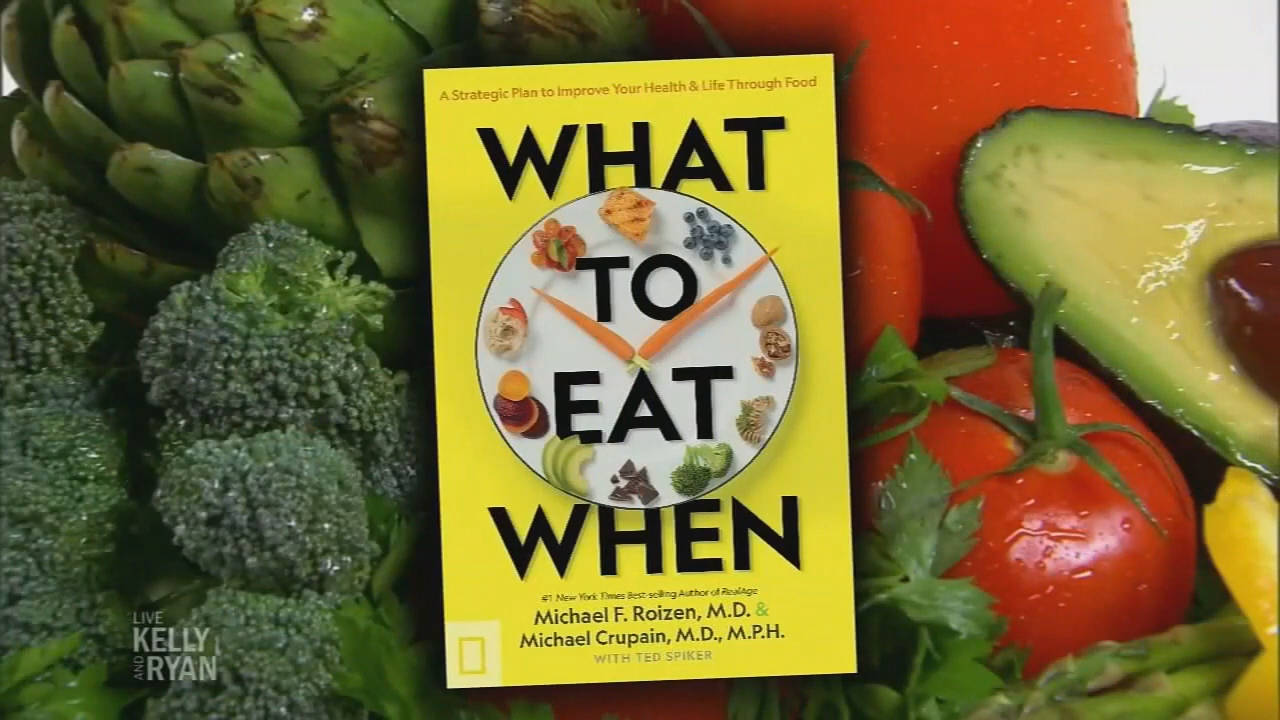 A Strategic Plan to Improve Your Health & Life Through Food
WHAT
TO
EAT
WHEN
#1 New York Times Best-selling Author of RealAge
Michael F. Roizen, M.D. &
Michael Crupain, M.D., M.P.H.
WITH TED SPIKER
LIVE
KELLY
AND
RYAN